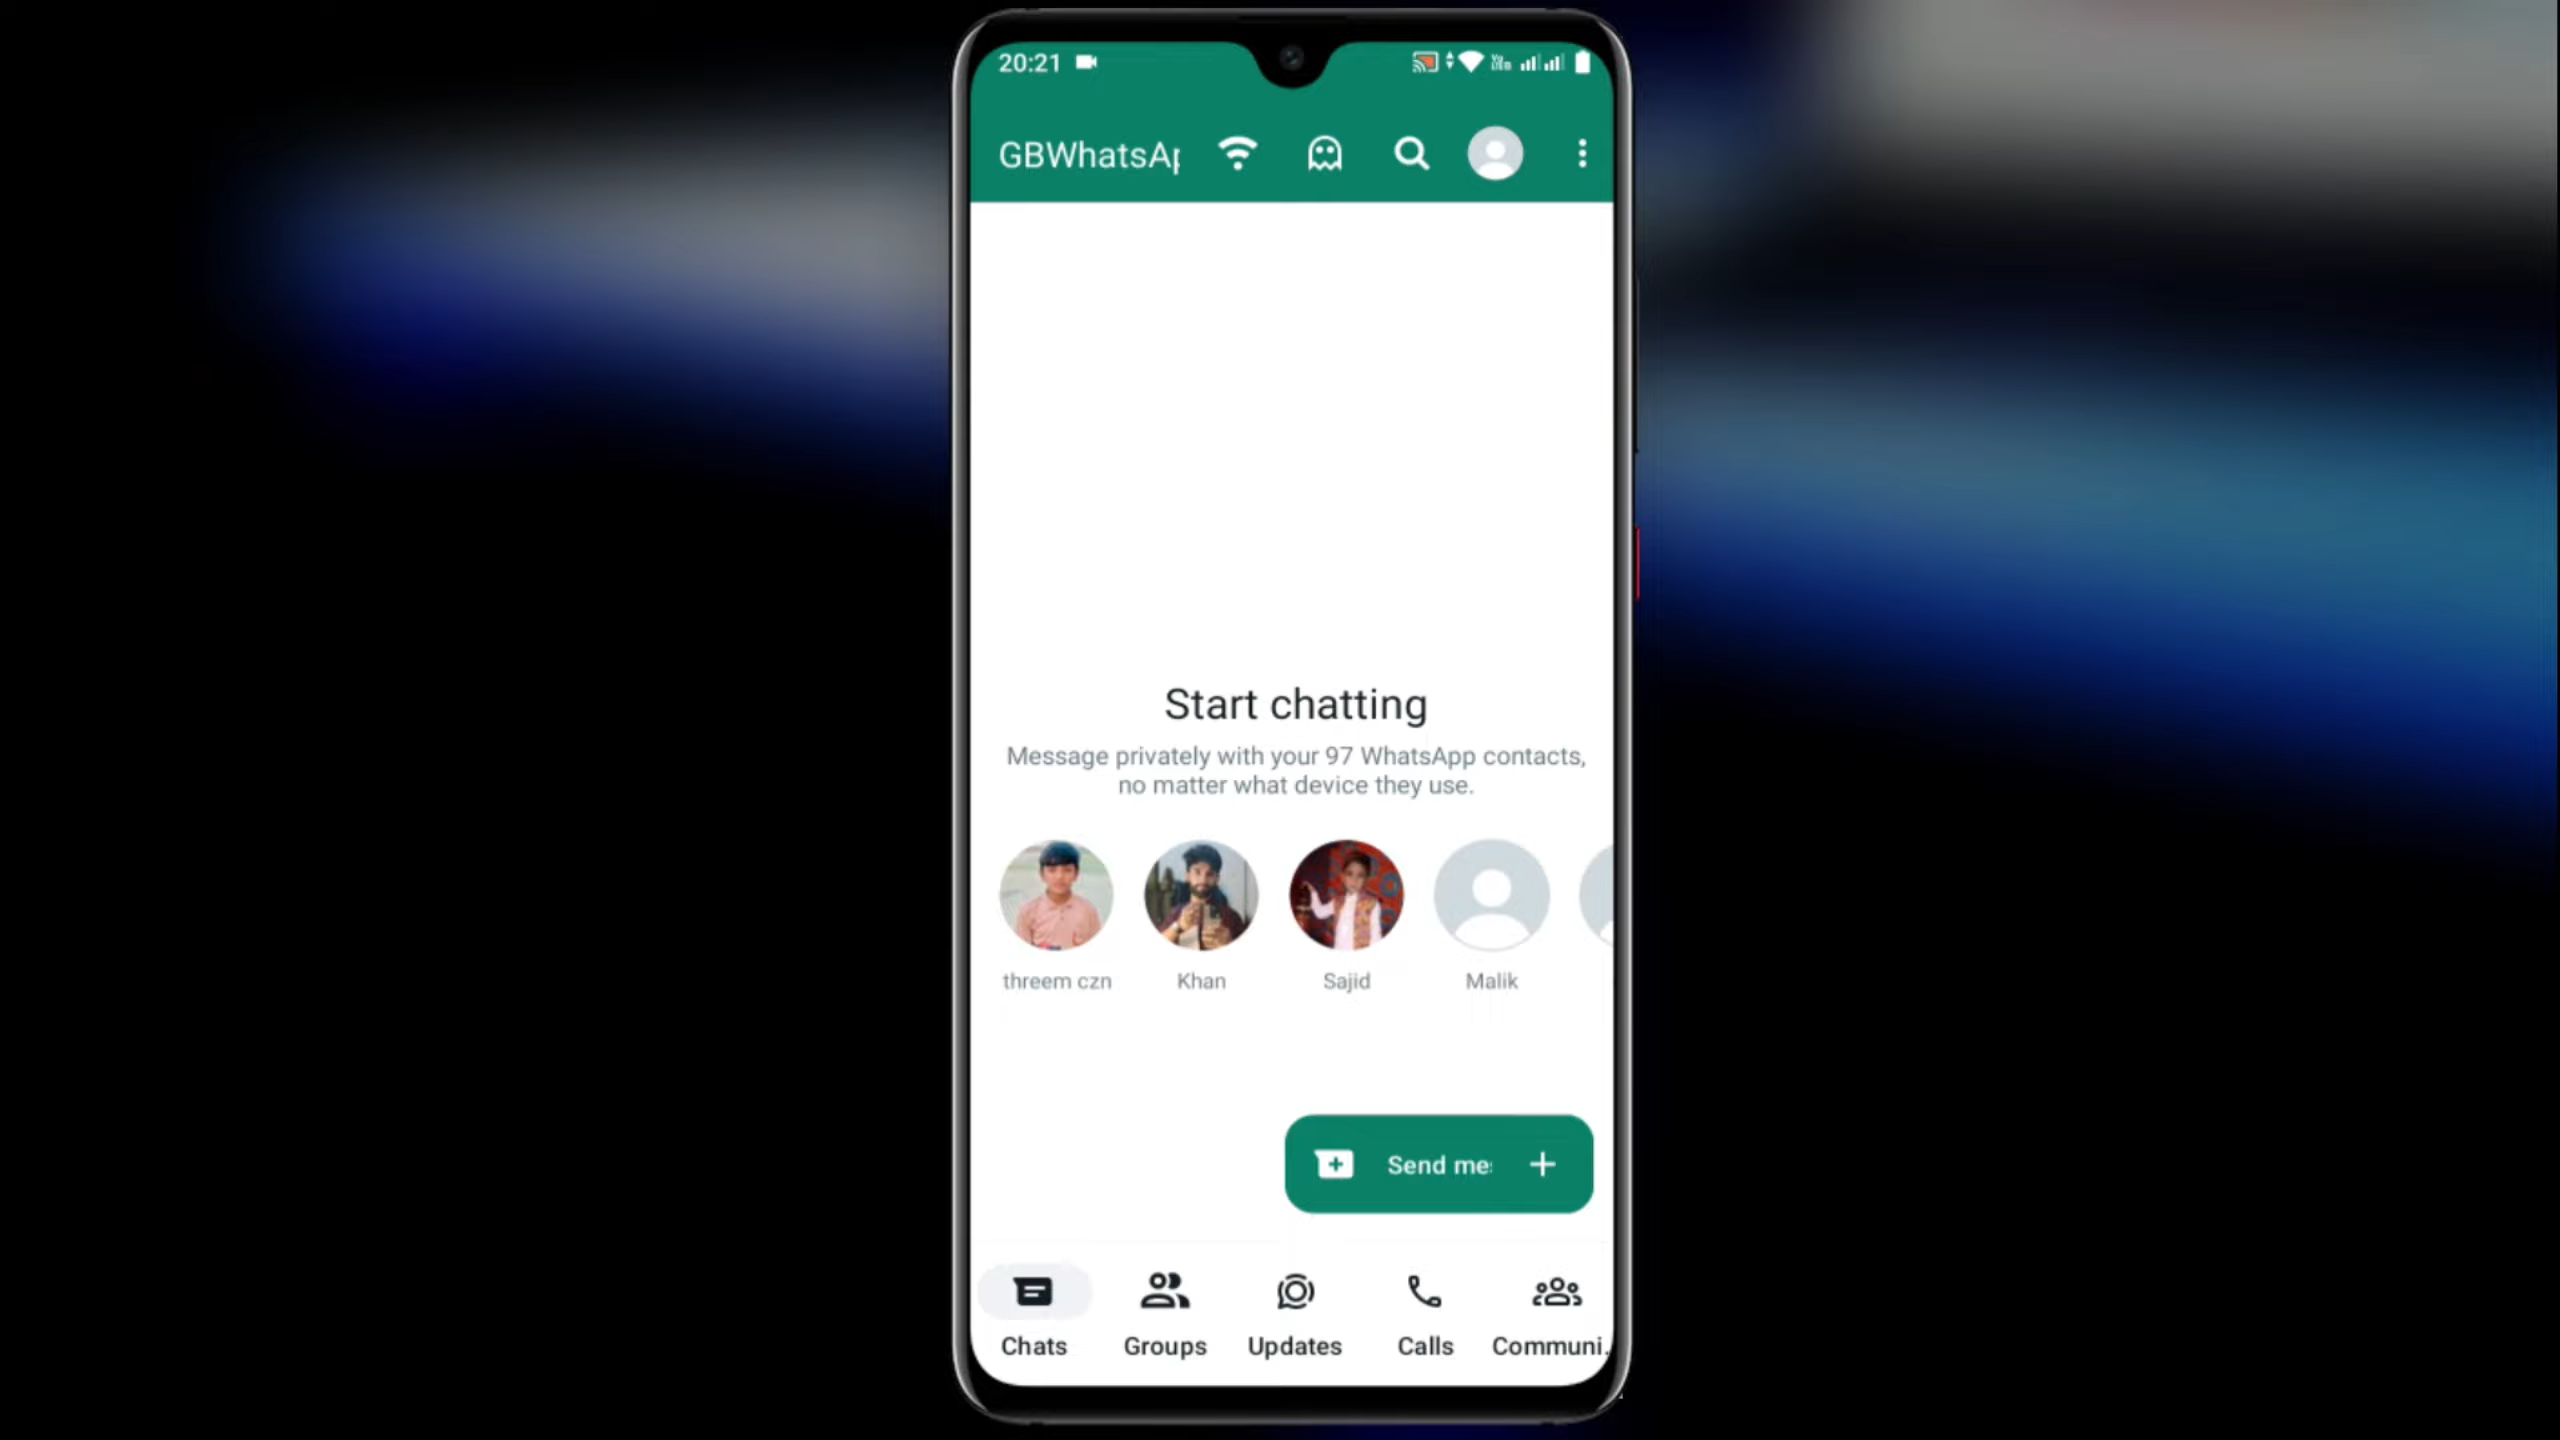 20:21
GBWhatsAp
Start chatting
Message privately with your 97 WhatsApp contacts,
no matter what device they use.
threem czn
Khan
Sajid
Malik
Send me
Chats
Groups
Updates
Calls
Communi.